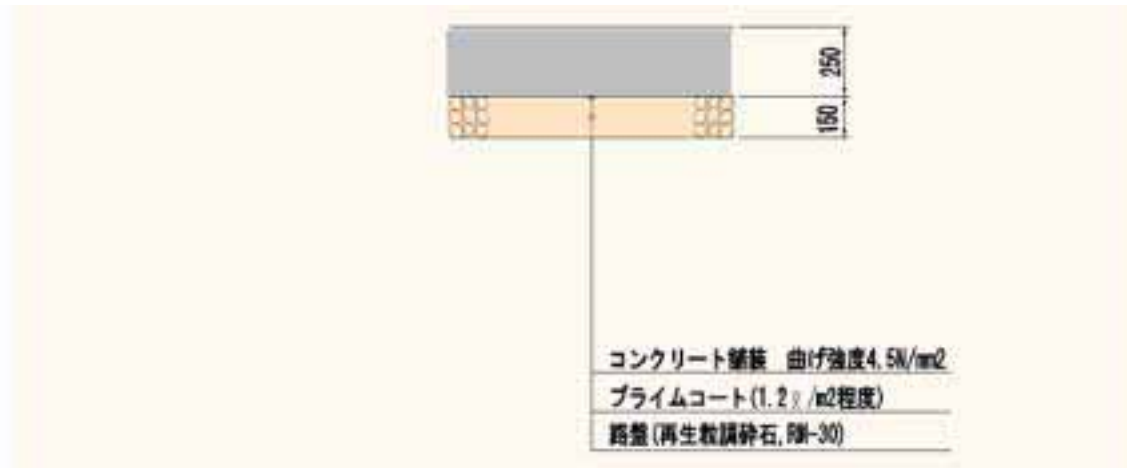 250
150
コンクリート舗装 曲げ強度4.5N/mm2
プライムコート(1.2ℓ/m2程度)
路盤(再生粒調砕石,RM-30)